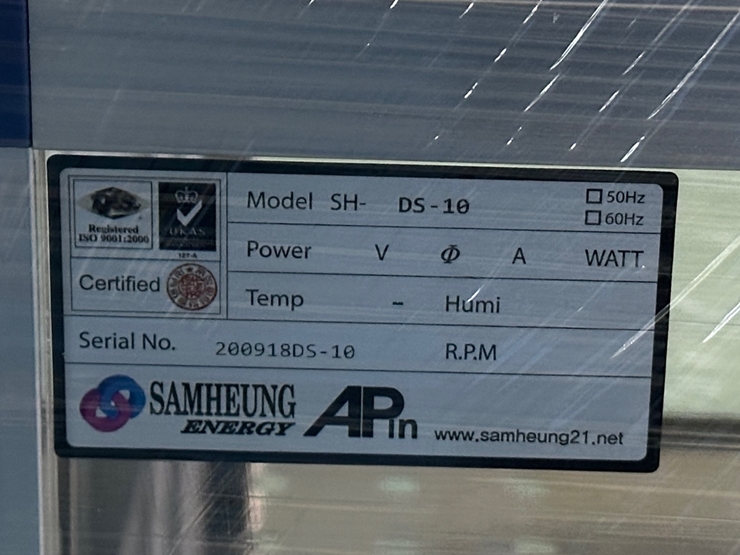 Registered
ISO 9001:2000
UKAS
127-A
Certified
Model SH- DS-10
50Hz
60Hz
Power V Φ A WATT
Temp - Humi
Serial No. 200918DS-10 R.P.M
SAMHEUNG
ENERGY
APin
www.samheung21.net